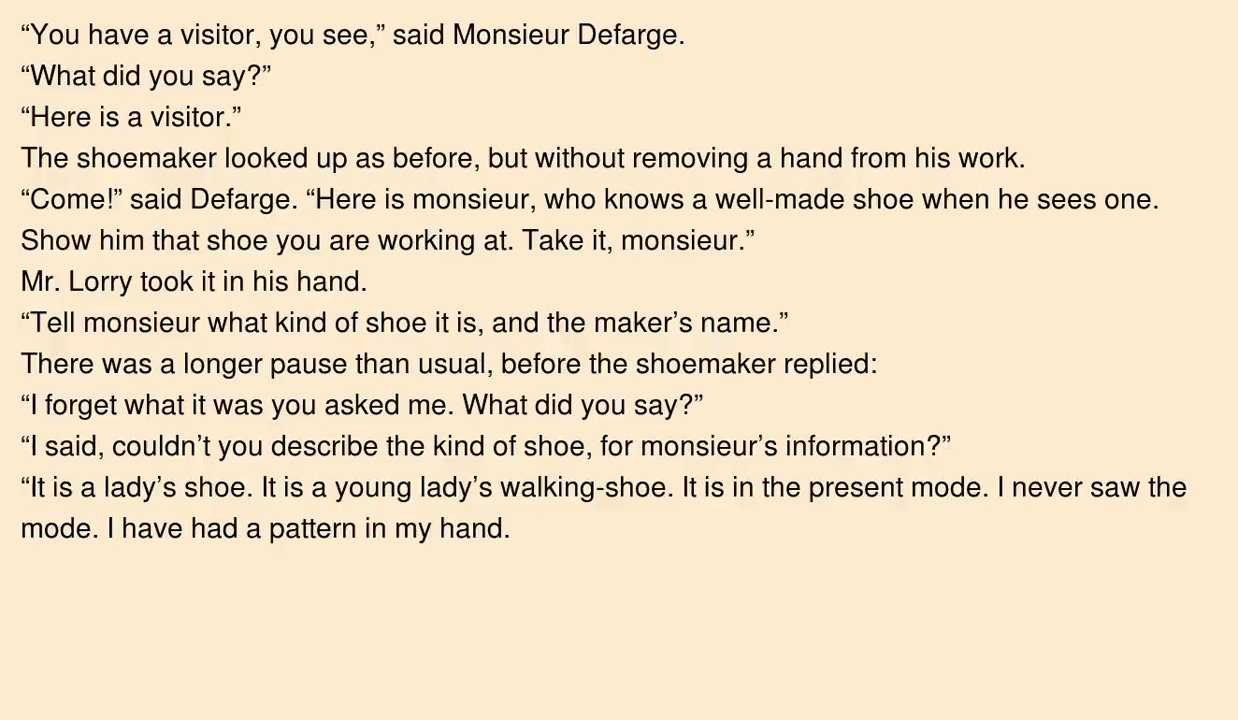 “You have a visitor, you see,” said Monsieur Defarge.
“What did you say?”
“Here is a visitor.”
The shoemaker looked up as before, but without removing a hand from his work.
“Come!” said Defarge. “Here is monsieur, who knows a well-made shoe when he sees one.
Show him that shoe you are working at. Take it, monsieur.”
Mr. Lorry took it in his hand.
“Tell monsieur what kind of shoe it is, and the maker’s name.”
There was a longer pause than usual, before the shoemaker replied:
“I forget what it was you asked me. What did you say?”
“I said, couldn’t you describe the kind of shoe, for monsieur’s information?”
“It is a lady’s shoe. It is a young lady’s walking-shoe. It is in the present mode. I never saw the
mode. I have had a pattern in my hand.